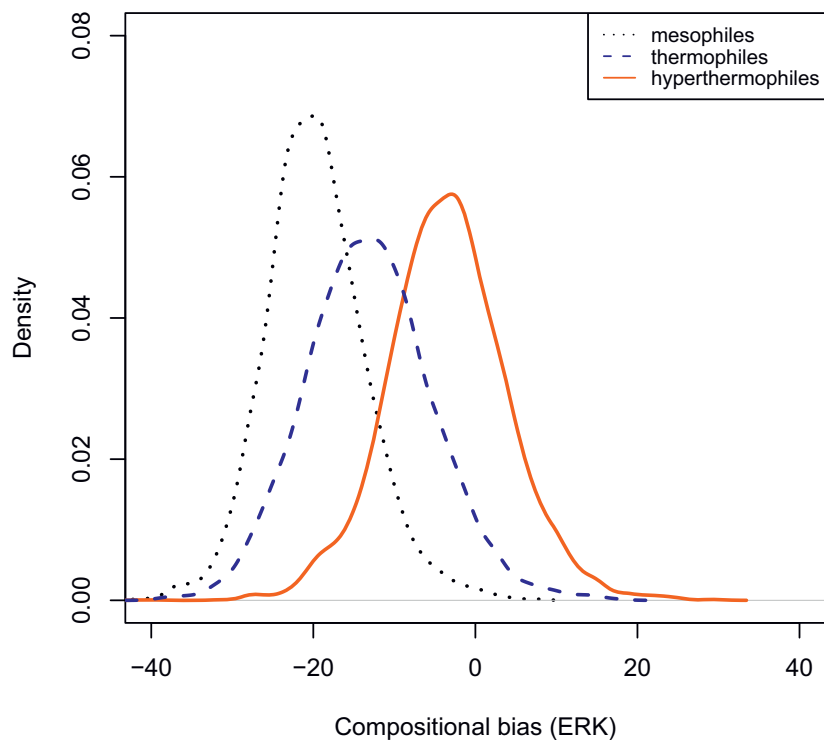 mesophiles
thermophiles
hyperthermophiles
0.08
0.06
0.04
0.02
0.00
Density
−40 −20 0 20 40
Compositional bias (ERK)